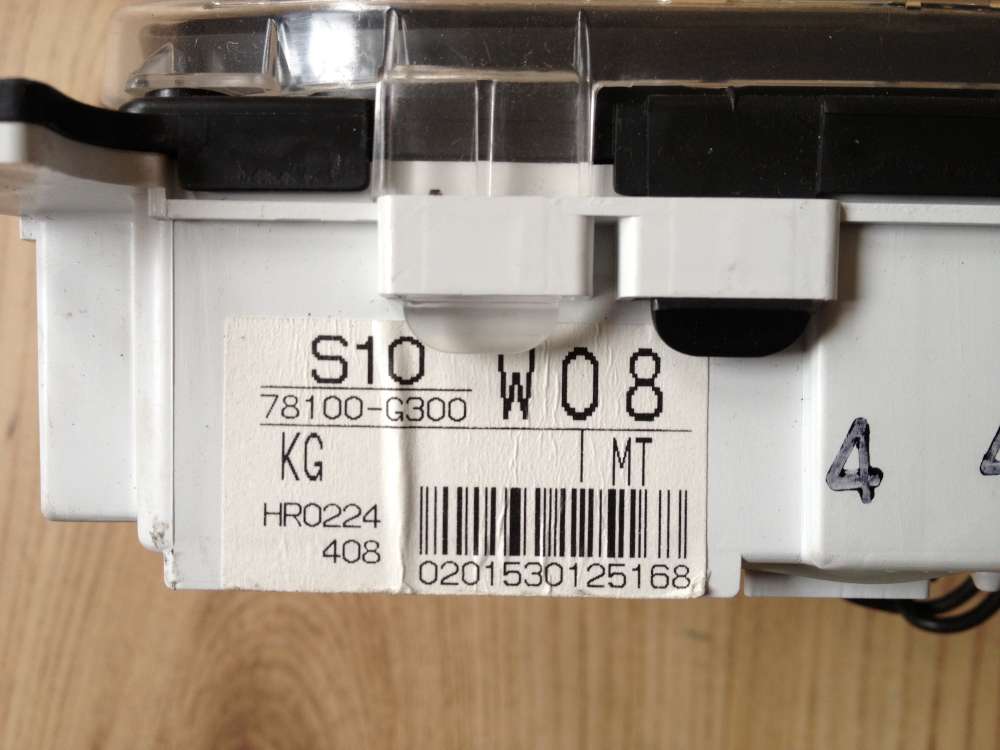 S10 W08
78100-G300
KG MT
HR0224
408
0201530125168
4